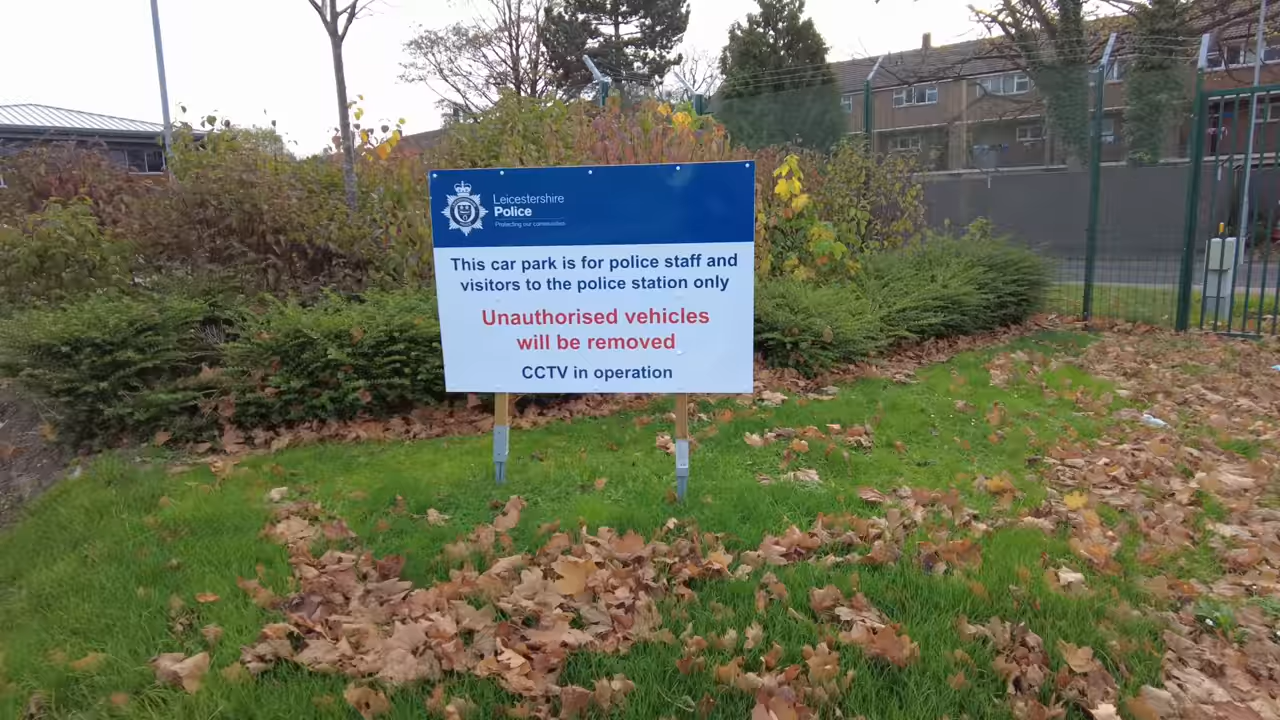 Leicestershire
Police
Protecting our communities
This car park is for police staff and
visitors to the police station only
Unauthorised vehicles
will be removed
CCTV in operation